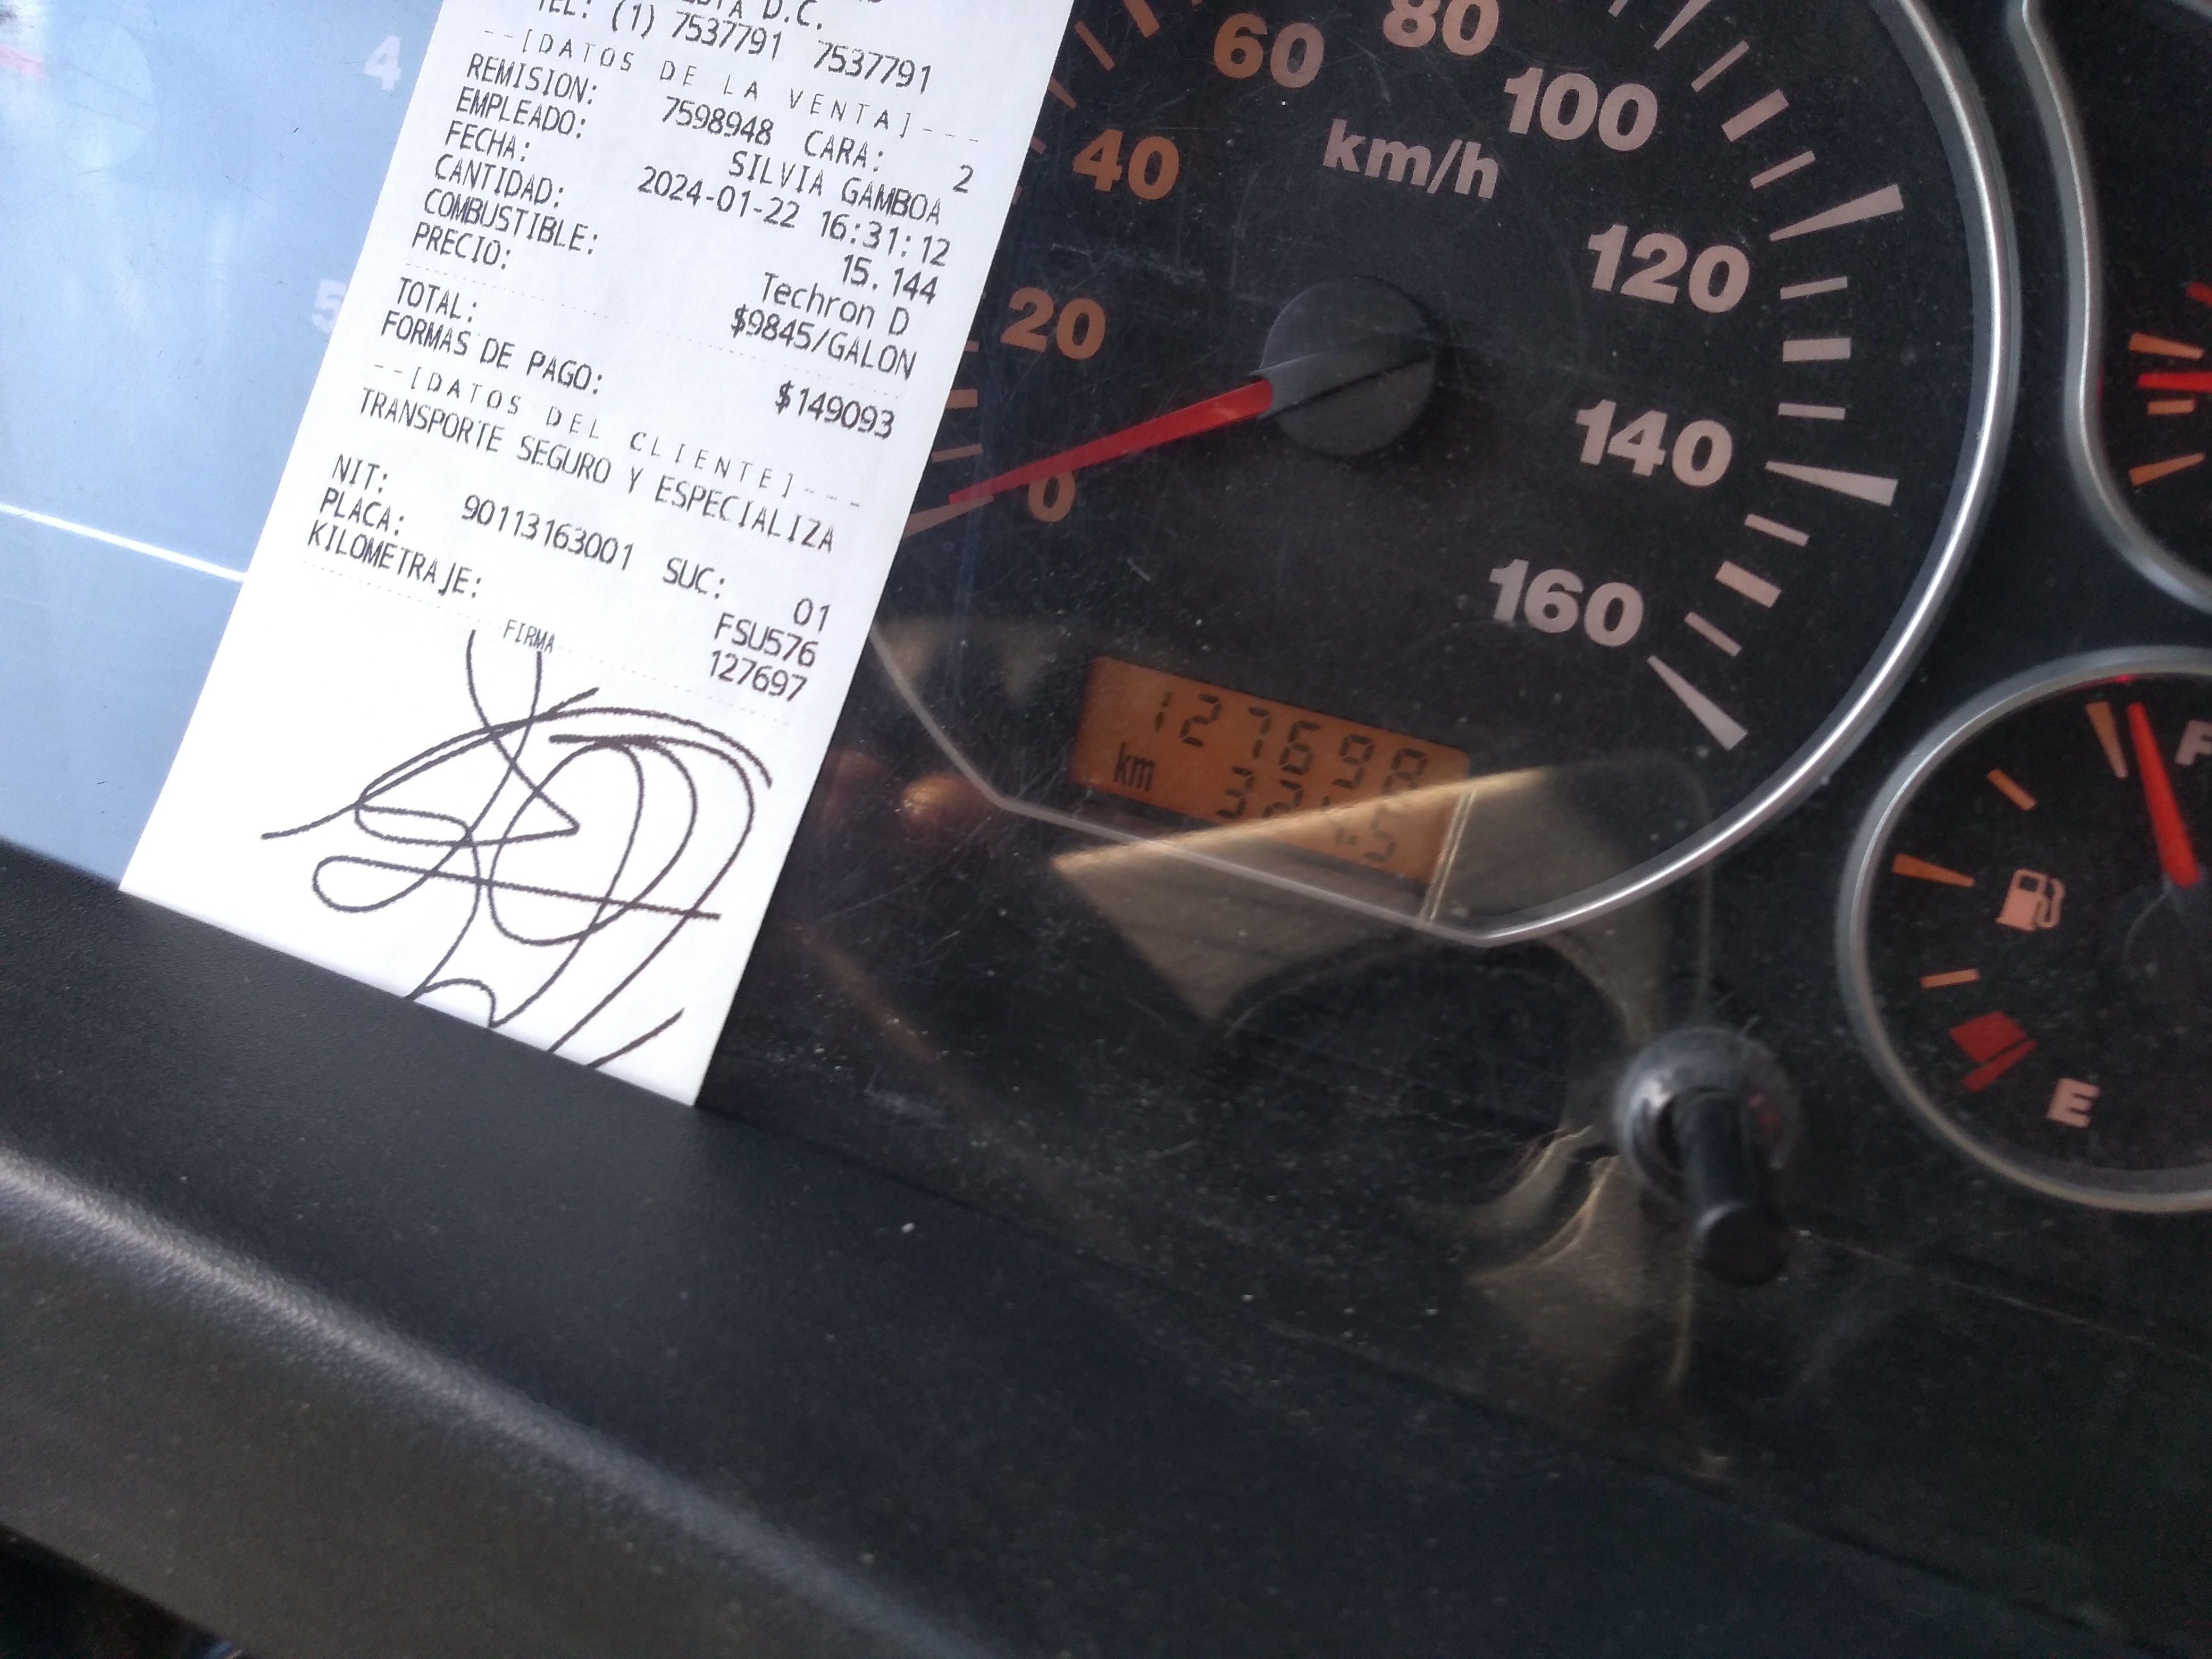 D.C.
TEL: (1) 7537791 7537791
--[DATOS DE LA VENTA]---
REMISION: 7598948 CARA: 2
EMPLEADO: SILVIA GAMBOA
FECHA: 2024-01-22 16:31:12
CANTIDAD: 15.144
COMBUSTIBLE: Techron D
PRECIO: $9845/GALON
TOTAL: $149093
FORMAS DE PAGO:
--[DATOS DEL CLIENTE]---
TRANSPORTE SEGURO Y ESPECIALIZA
NIT: 90113163001 SUC: 01
PLACA: FSU576
KILOMETRAJE: 127697
FIRMA
4
5
0
20
40
60
80
100
120
140
160
km/h
127698
km
F
E